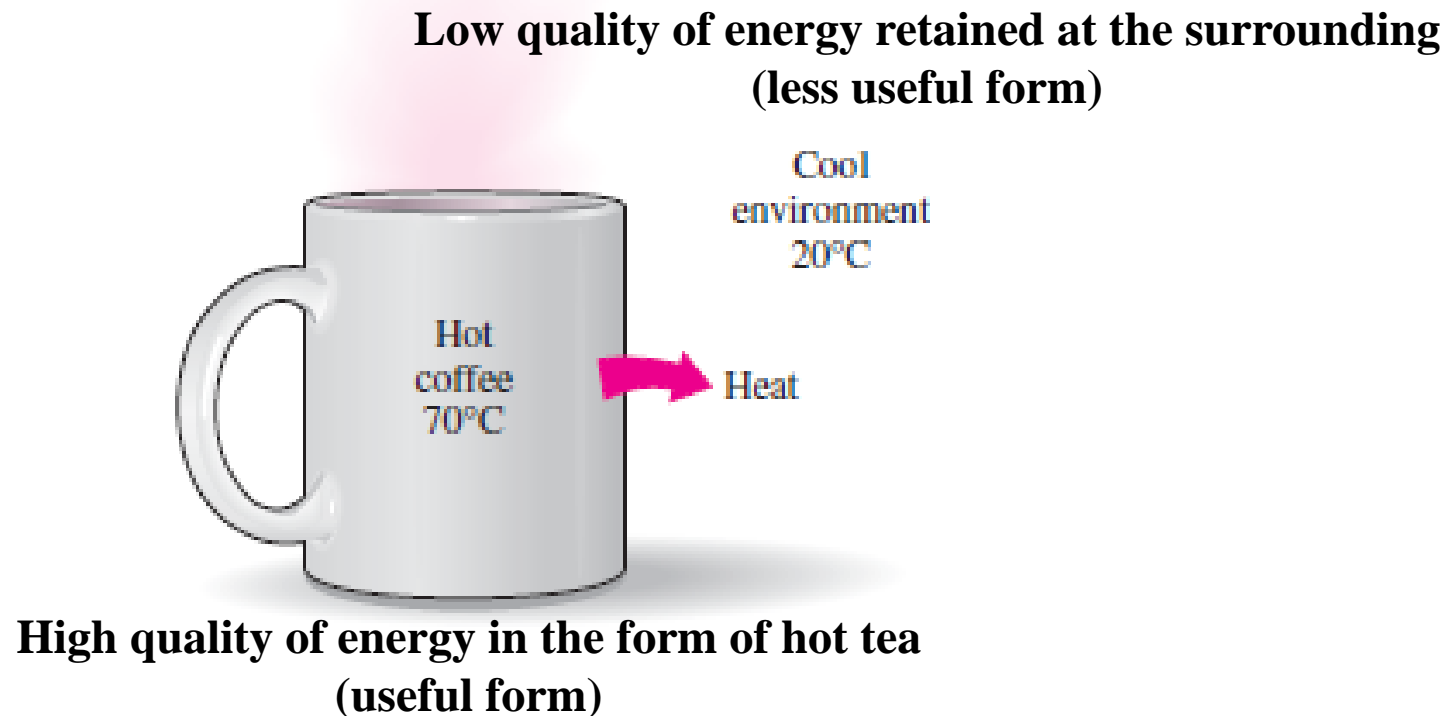 Low quality of energy retained at the surrounding
(less useful form)
Cool
environment
20°C
Hot
coffee
70°C
Heat
High quality of energy in the form of hot tea
(useful form)